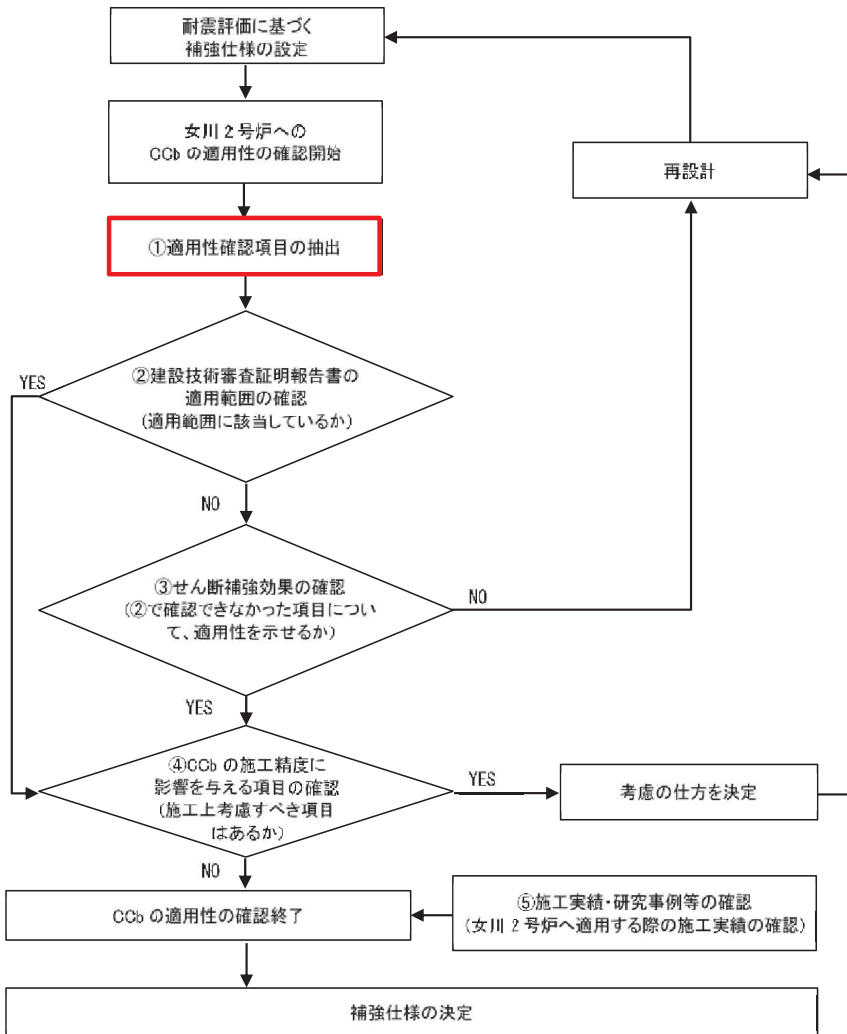 耐震評価に基づく
補強仕様の設定
女川２号炉への
CCb の適用性の確認開始
再設計
①適用性確認項目の抽出
YES
②建設技術審査証明報告書の
適用範囲の確認
(適用範囲に該当しているか)
NO
③せん断補強効果の確認
(②で確認できなかった項目につい
て、適用性を示せるか)
NO
YES
④CCb の施工精度に
影響を与える項目の確認
(施工上考慮すべき項目
はあるか)
YES
考慮の仕方を決定
NO
CCb の適用性の確認終了
⑤施工実績・研究事例等の確認
(女川２号炉へ適用する際の施工実績の確認)
補強仕様の決定